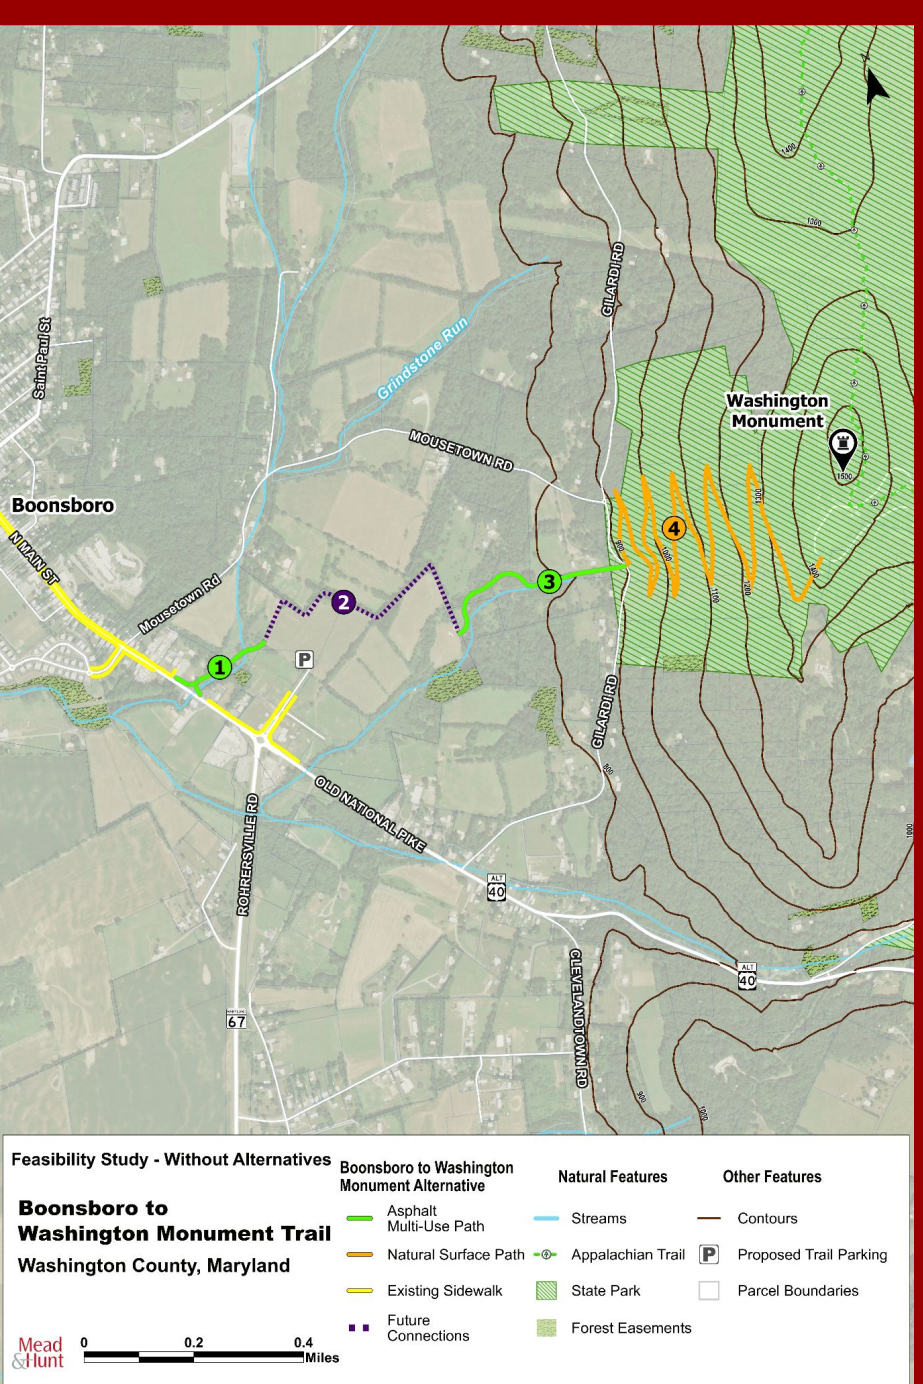 1400
1300
GILARDI RD
Saint Paul St
Grindstone Run
Washington
Monument
MOUSETOWN RD
1500
1300
Boonsboro
4
N MAIN ST
900
1000
1400
3
1100
1200
2
Mousetown Rd
1
P
GILARDI RD
800
OLD NATIONAL PIKE
ROHRERSVILLE RD
1000
ALT
40
ALT
40
CLEVELANDTOWN RD
MARYLAND
67
900
1000
Feasibility Study - Without Alternatives
Boonsboro to
Washington Monument Trail
Washington County, Maryland
0 0.2 0.4
Miles
Mead
&Hunt
Boonsboro to Washington
Monument Alternative
Asphalt
Multi-Use Path
Natural Surface Path
Existing Sidewalk
Future
Connections
Natural Features
Streams
Appalachian Trail
State Park
Forest Easements
Other Features
Contours
P Proposed Trail Parking
Parcel Boundaries